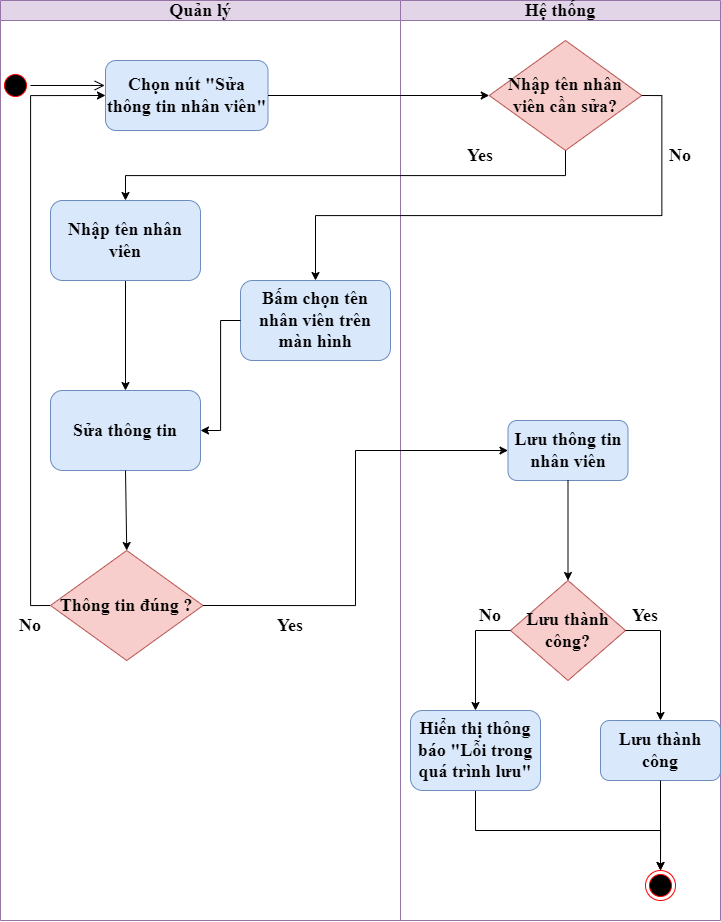 Quản lý
Hệ thống
Chọn nút "Sửa
thông tin nhân viên"
Nhập tên nhân
viên cần sửa?
Yes
No
Nhập tên nhân
viên
Bấm chọn tên
nhân viên trên
màn hình
Sửa thông tin
Lưu thông tin
nhân viên
Thông tin đúng ?
No
Yes
No
Yes
Lưu thành
công?
Hiển thị thông
báo "Lỗi trong
quá trình lưu"
Lưu thành
công